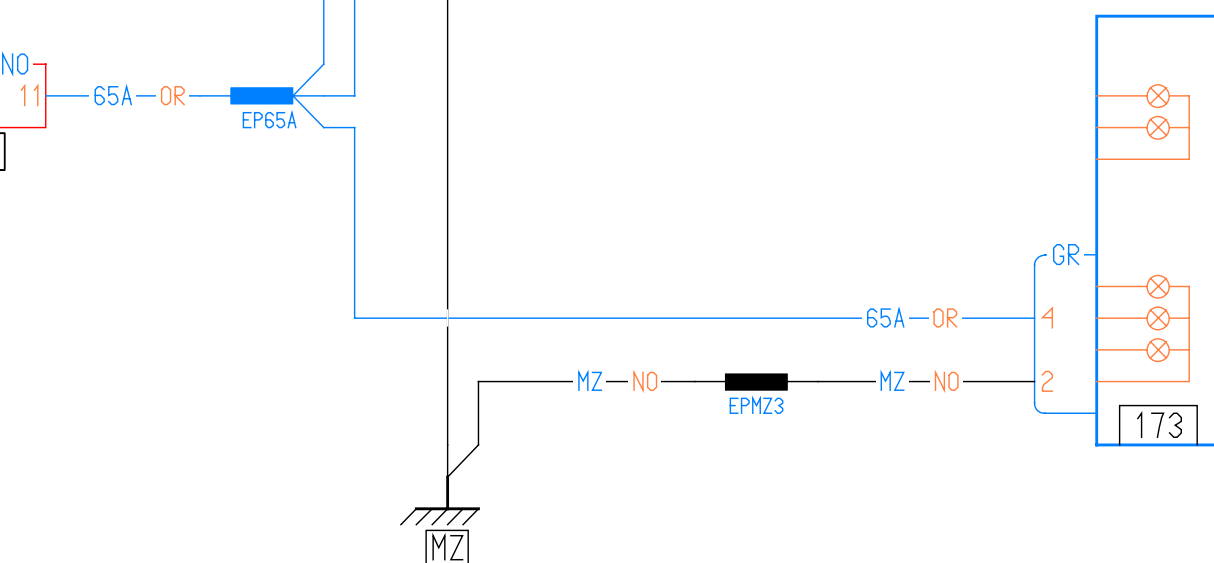 NO
11 65A OR
EP65A
GR
65A OR 4
MZ NO MZ NO 2
EPMZ3
173
MZ